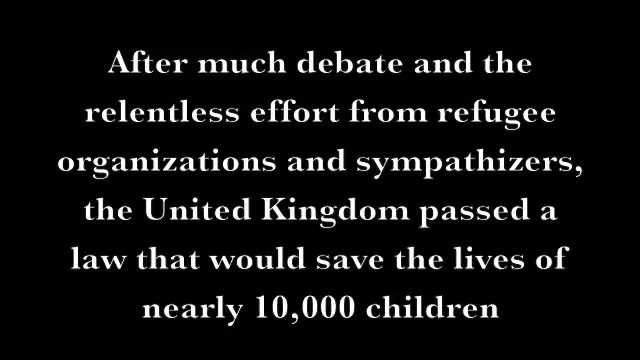 After much debate and the
relentless effort from refugee
organizations and sympathizers,
the United Kingdom passed a
law that would save the lives of
nearly 10,000 children